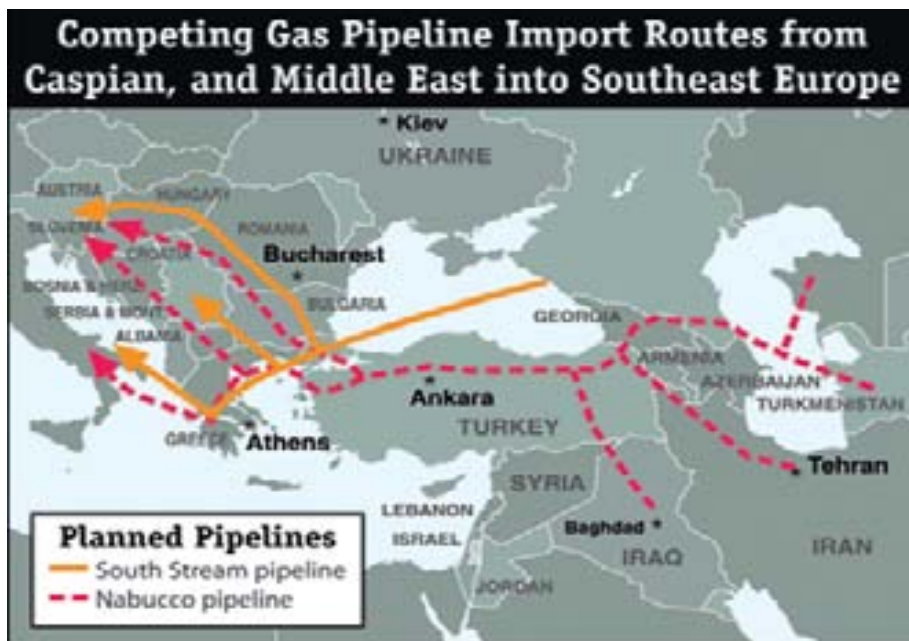 Competing Gas Pipeline Import Routes from
Caspian, and Middle East into Southeast Europe
Kiev
UKRAINE
AUSTRIA
HUNGARY
SLOVENIA
ROMANIA
CROATIA
Bucharest
BOSNIA & HERZ
BULGARIA
SERBIA & MONT.
GEORGIA
ALBANIA
ARMENIA
AZERBAIJAN
Ankara
TURKMENISTAN
TURKEY
GREECE
Athens
Tehran
SYRIA
LEBANON
Baghdad
ISRAEL
IRAQ
IRAN
JORDAN
Planned Pipelines
South Stream pipeline
Nabucco pipeline